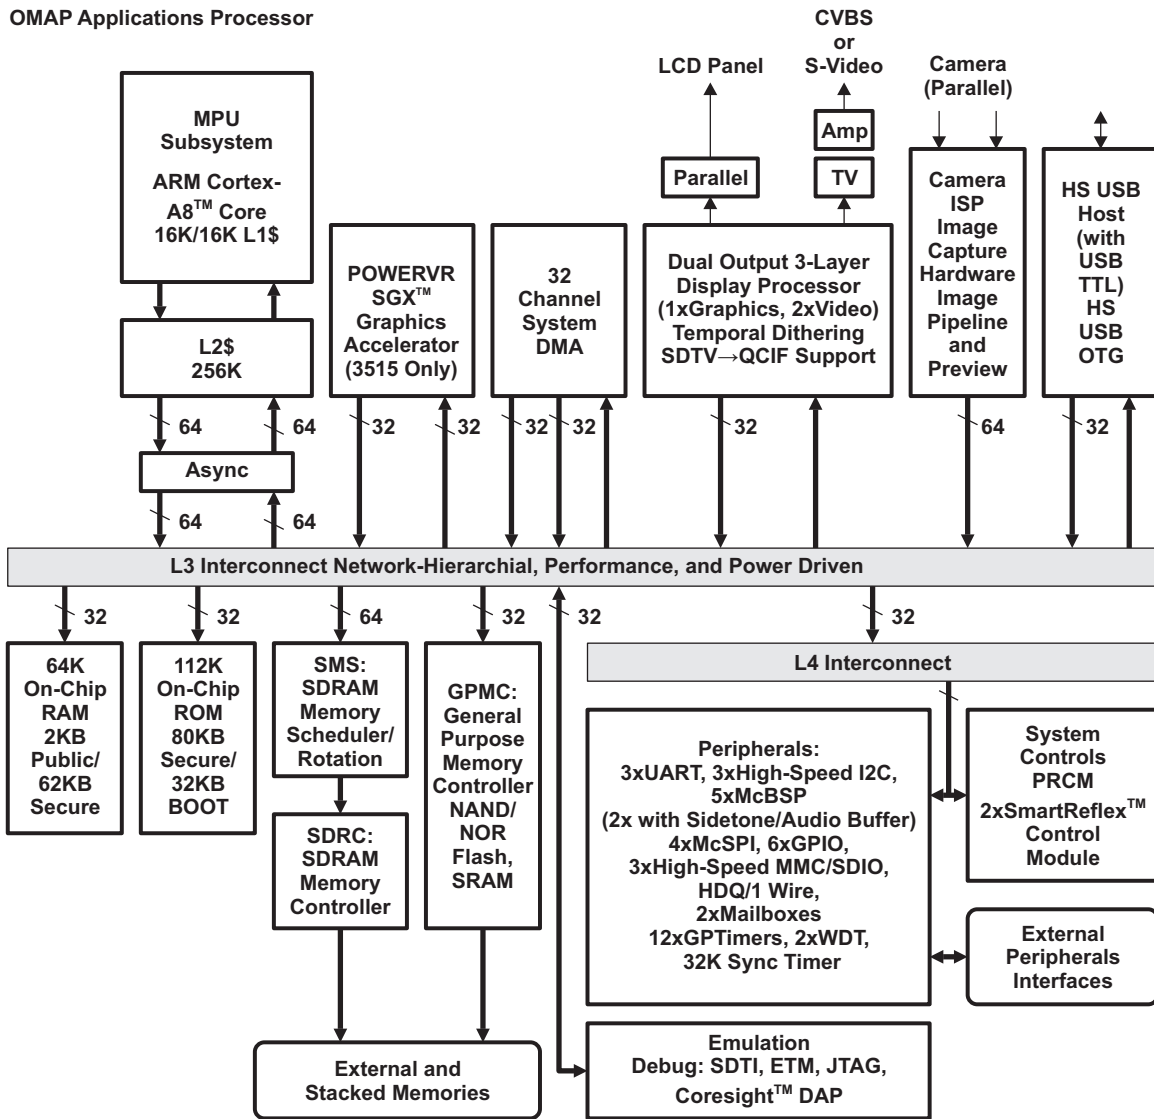 OMAP Applications Processor
CVBS
or
S-Video
LCD Panel
Camera
(Parallel)
Amp
Parallel
TV
MPU
Subsystem
ARM Cortex-
A8™ Core
16K/16K L1$
L2$
256K
64
64
Async
64
64
POWERVR
SGX™
Graphics
Accelerator
(3515 Only)
32
32
32
Channel
System
DMA
32
32
Dual Output 3-Layer
Display Processor
(1xGraphics, 2xVideo)
Temporal Dithering
SDTV→QCIF Support
32
Camera
ISP
Image
Capture
Hardware
Image
Pipeline
and
Preview
64
HS USB
Host
(with
USB
TTL)
HS
USB
OTG
32
L3 Interconnect Network-Hierarchial, Performance, and Power Driven
32
32
64
32
32
32
64K
On-Chip
RAM
2KB
Public/
62KB
Secure
112K
On-Chip
ROM
80KB
Secure/
32KB
BOOT
SMS:
SDRAM
Memory
Scheduler/
Rotation
SDRC:
SDRAM
Memory
Controller
GPMC:
General
Purpose
Memory
Controller
NAND/
NOR
Flash,
SRAM
L4 Interconnect
Peripherals:
3xUART, 3xHigh-Speed I2C,
5xMcBSP
(2x with Sidetone/Audio Buffer)
4xMcSPI, 6xGPIO,
3xHigh-Speed MMC/SDIO,
HDQ/1 Wire,
2xMailboxes
12xGPTimers, 2xWDT,
32K Sync Timer
System
Controls
PRCM
2xSmartReflex™
Control
Module
External
Peripherals
Interfaces
External and
Stacked Memories
Emulation
Debug: SDTI, ETM, JTAG,
Coresight™ DAP